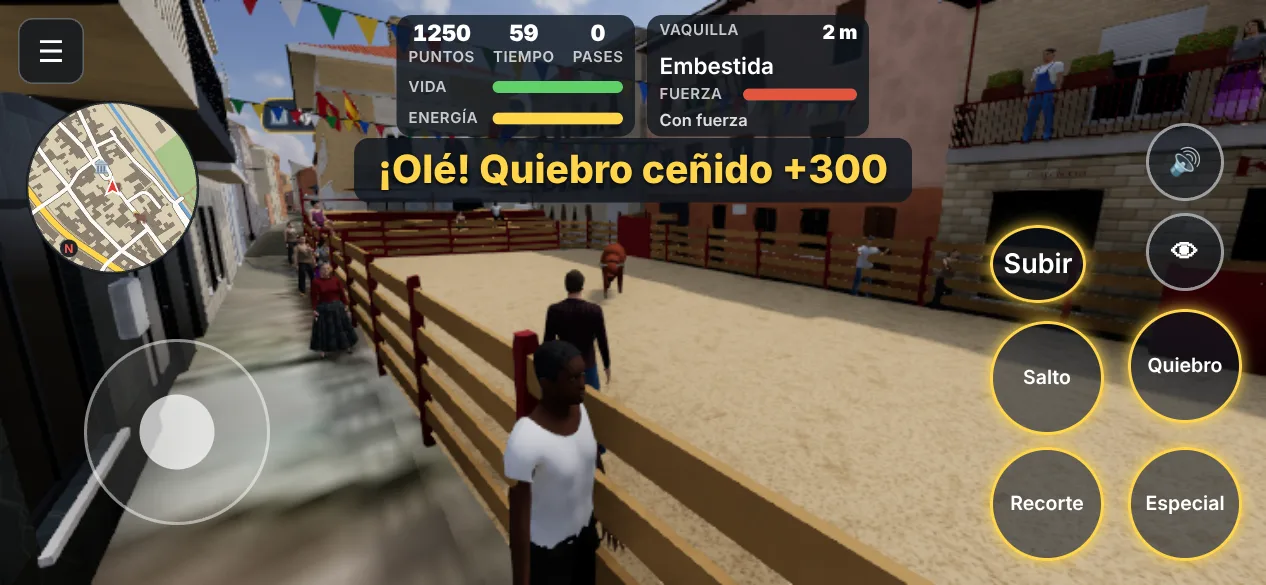 1250 59 0
PUNTOS TIEMPO PASES
VIDA
ENERGÍA
VAQUILLA 2 m
Embestida
FUERZA
Con fuerza
¡Olé! Quiebro ceñido +300
N
Subir
Salto
Quiebro
Recorte
Especial